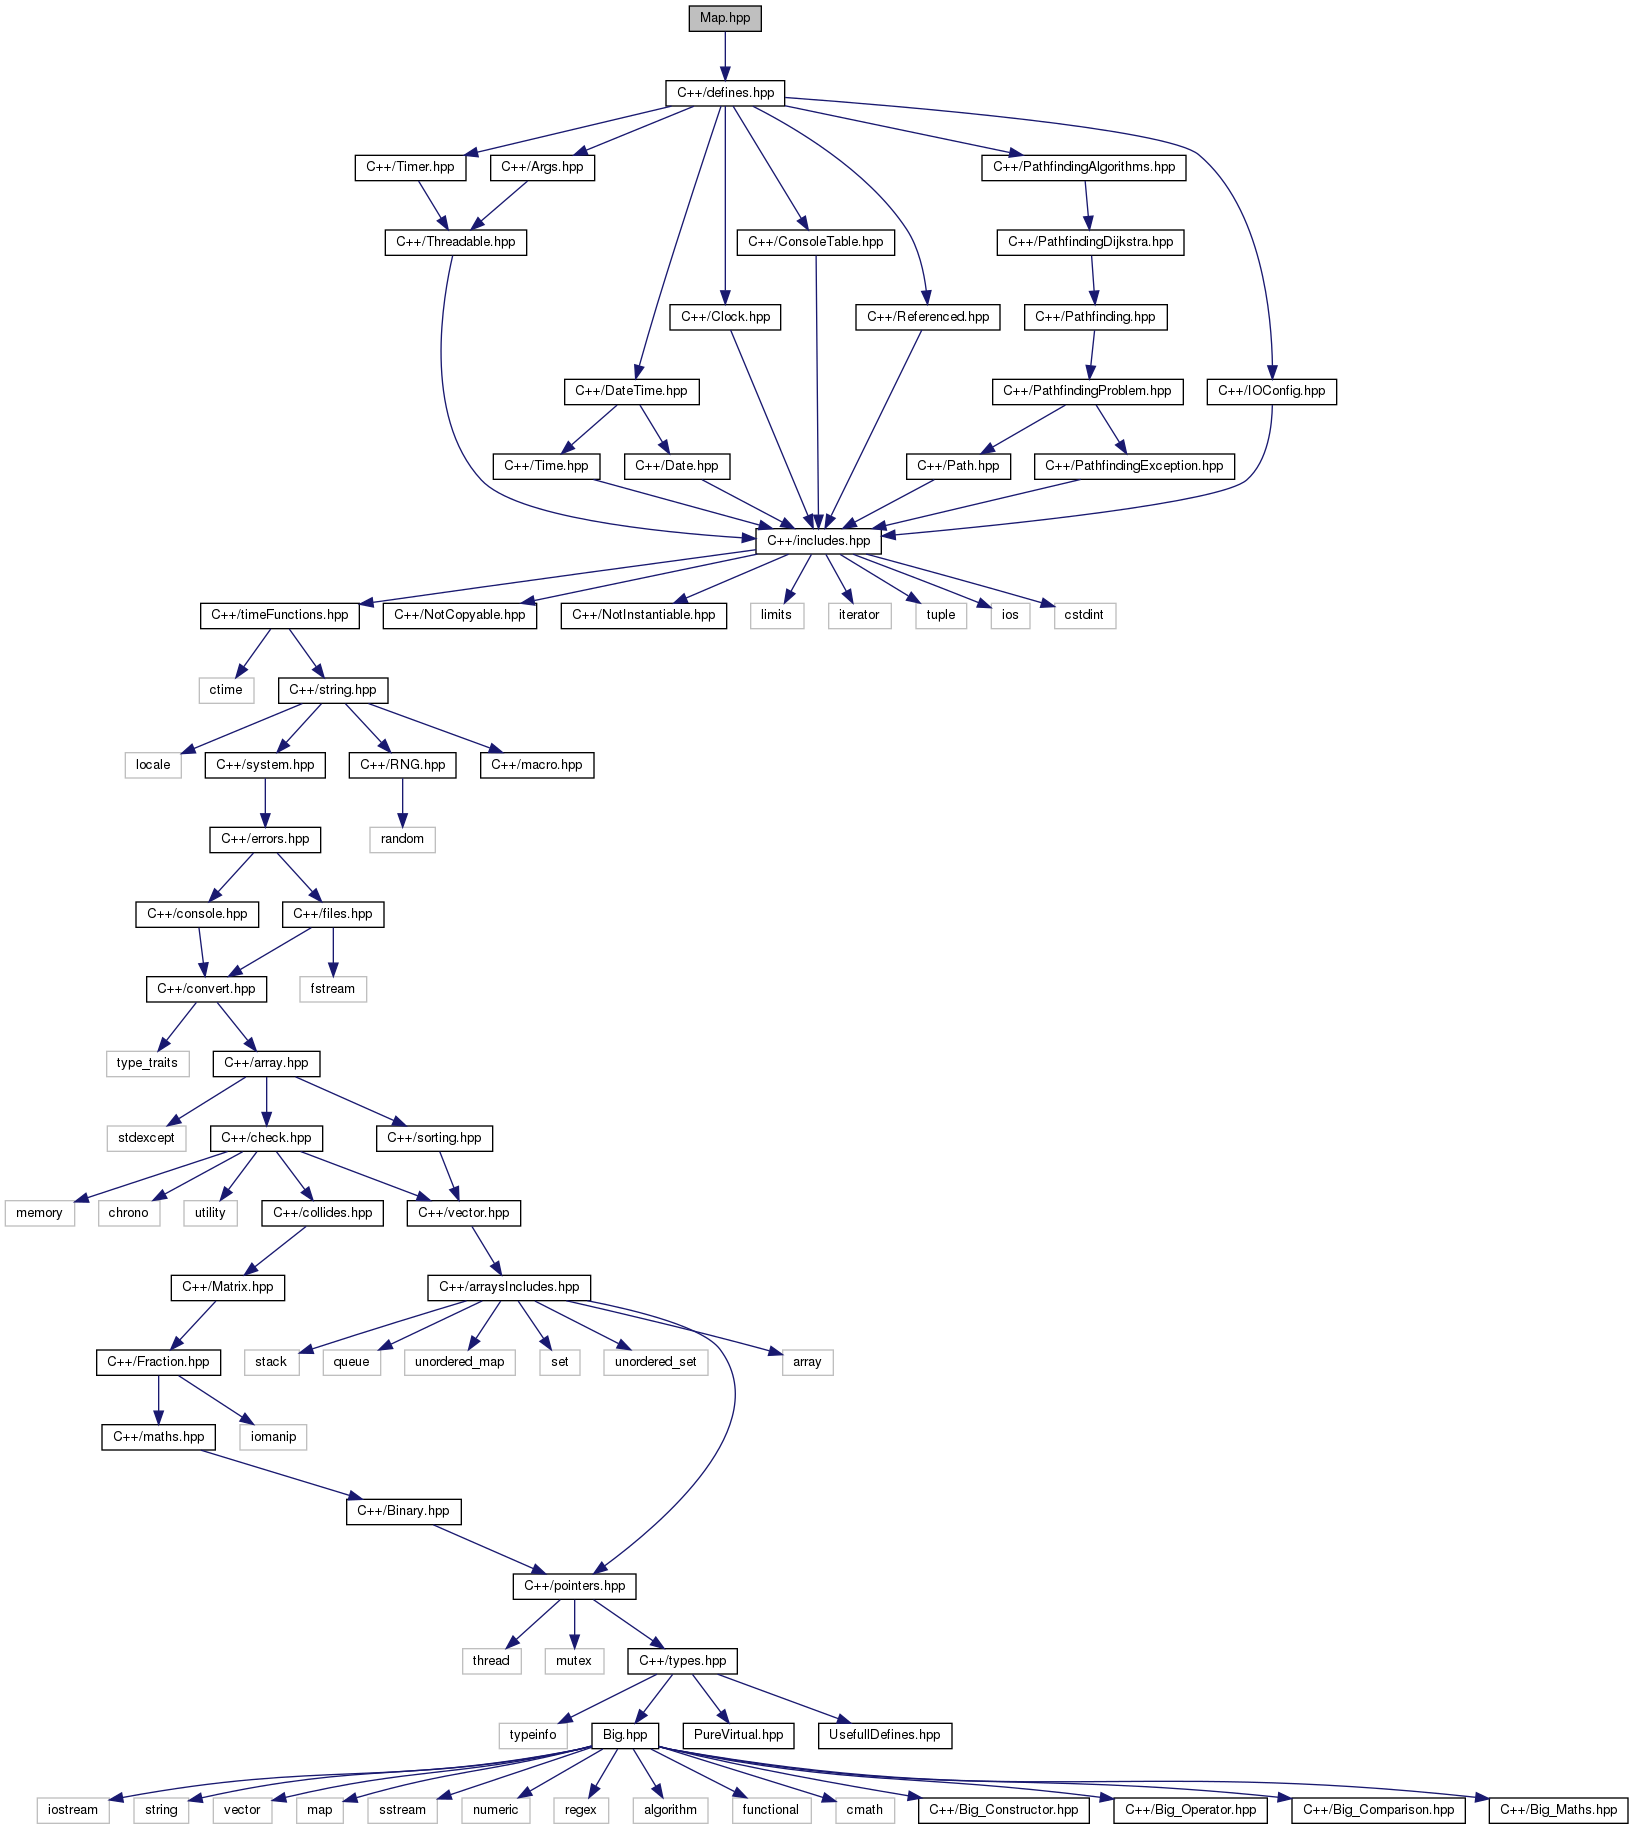 Map.hpp
C++/defines.hpp
C++/Timer.hpp
C++/Args.hpp
C++/PathfindingAlgorithms.hpp
C++/Threadable.hpp
C++/ConsoleTable.hpp
C++/PathfindingDijkstra.hpp
C++/Clock.hpp
C++/Referenced.hpp
C++/Pathfinding.hpp
C++/DateTime.hpp
C++/PathfindingProblem.hpp
C++/IOConfig.hpp
C++/Time.hpp
C++/Date.hpp
C++/Path.hpp
C++/PathfindingException.hpp
C++/includes.hpp
C++/timeFunctions.hpp
C++/NotCopyable.hpp
C++/NotInstantiable.hpp
limits
iterator
tuple
ios
cstdint
ctime
C++/string.hpp
locale
C++/system.hpp
C++/RNG.hpp
C++/macro.hpp
C++/errors.hpp
random
C++/console.hpp
C++/files.hpp
C++/convert.hpp
fstream
type_traits
C++/array.hpp
stdexcept
C++/check.hpp
C++/sorting.hpp
memory
chrono
utility
C++/collides.hpp
C++/vector.hpp
C++/Matrix.hpp
C++/arraysIncludes.hpp
C++/Fraction.hpp
stack
queue
unordered_map
set
unordered_set
array
C++/maths.hpp
iomanip
C++/Binary.hpp
C++/pointers.hpp
thread
mutex
C++/types.hpp
typeinfo
Big.hpp
PureVirtual.hpp
UsefullDefines.hpp
iostream
string
vector
map
sstream
numeric
regex
algorithm
functional
cmath
C++/Big_Constructor.hpp
C++/Big_Operator.hpp
C++/Big_Comparison.hpp
C++/Big_Maths.hpp